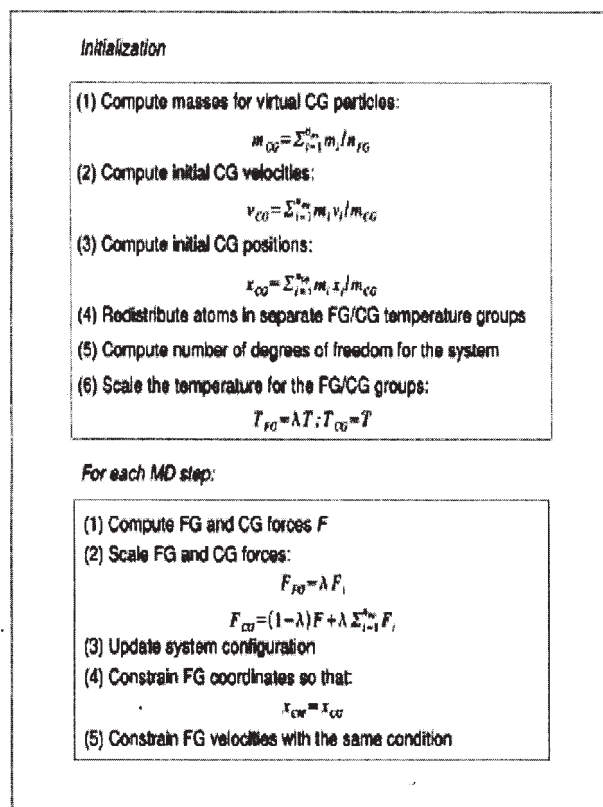 Initialization
(1) Compute masses for virtual CG particles:
m_CG = Σ_{i=1}^{n_FG} m_i / n_FG
(2) Compute initial CG velocities:
v_CG = Σ_{i=1}^{n_FG} m_i v_i / m_CG
(3) Compute initial CG positions:
x_CG = Σ_{i=1}^{n_FG} m_i x_i / m_CG
(4) Redistribute atoms in separate FG/CG temperature groups
(5) Compute number of degrees of freedom for the system
(6) Scale the temperature for the FG/CG groups:
T_FG = λT ; T_CG = T
For each MD step:
(1) Compute FG and CG forces F
(2) Scale FG and CG forces:
F_FG = λ F_i
F_CG = (1−λ)F + λ Σ_{i=1}^{n_FG} F_i
(3) Update system configuration
(4) Constrain FG coordinates so that:
x_CM = x_CG
(5) Constrain FG velocities with the same condition